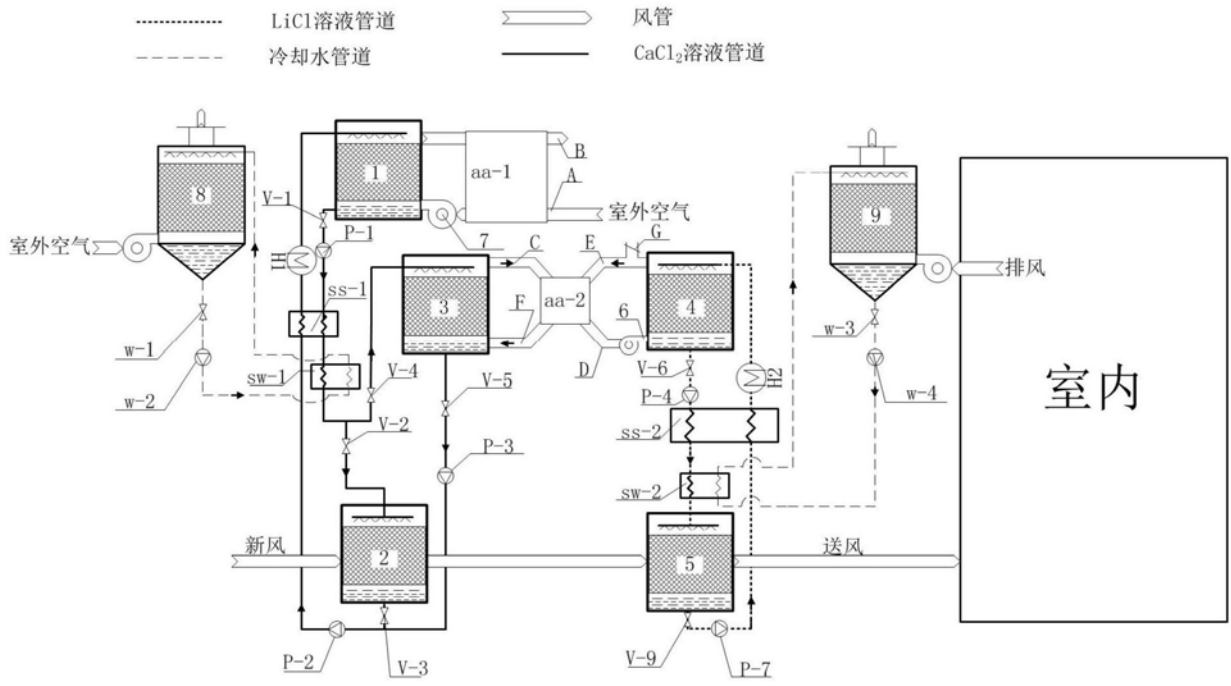 LiCl溶液管道
风管
冷却水管道
CaCl₂溶液管道
B
1
aa-1
8
A
9
V-1
室外空气
7
室外空气
P-1
C
E
G
排风
H1
ss-1
3
aa-2
4
6
F
w-3
w-1
sw-1
V-4
D
V-6
H2
室内
w-2
V-5
P-4
w-4
V-2
ss-2
P-3
sw-2
新风
2
5
送风
P-2
V-3
V-9
P-7